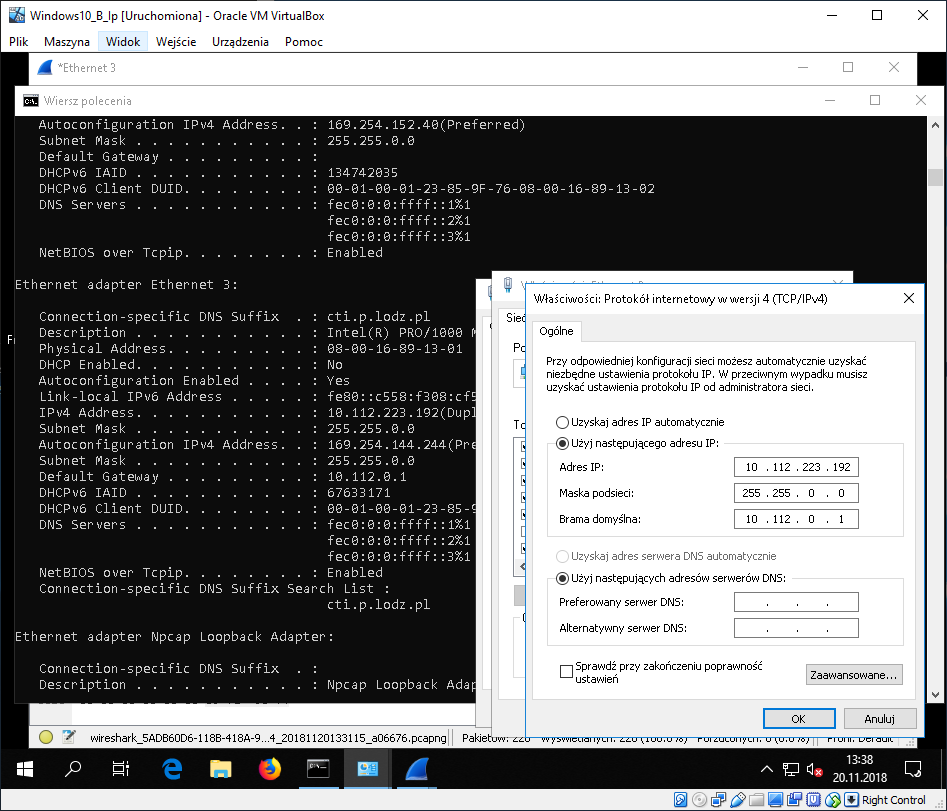 Windows10_B_Ip [Uruchomiona] - Oracle VM VirtualBox
Plik Maszyna Widok Wejście Urządzenia Pomoc
*Ethernet 3
Wiersz polecenia
Autoconfiguration IPv4 Address. . : 169.254.152.40(Preferred)
Subnet Mask . . . . . . . . . . . : 255.255.0.0
Default Gateway . . . . . . . . . :
DHCPv6 IAID . . . . . . . . . . . : 134742035
DHCPv6 Client DUID. . . . . . . . : 00-01-00-01-23-85-9F-76-08-00-16-89-13-02
DNS Servers . . . . . . . . . . . : fec0:0:0:ffff::1%1
fec0:0:0:ffff::2%1
fec0:0:0:ffff::3%1
NetBIOS over Tcpip. . . . . . . . : Enabled
Ethernet adapter Ethernet 3:
Connection-specific DNS Suffix . : cti.p.lodz.pl
Description . . . . . . . . . . . : Intel(R) PRO/1000 M
Physical Address. . . . . . . . . : 08-00-16-89-13-01
DHCP Enabled. . . . . . . . . . . : No
Autoconfiguration Enabled . . . . : Yes
Link-local IPv6 Address . . . . . : fe80::c558:f308:cf5
IPv4 Address. . . . . . . . . . . : 10.112.223.192(Dupl
Subnet Mask . . . . . . . . . . . : 255.255.0.0
Autoconfiguration IPv4 Address. . : 169.254.144.244(Pre
Subnet Mask . . . . . . . . . . . : 255.255.0.0
Default Gateway . . . . . . . . . : 10.112.0.1
DHCPv6 IAID . . . . . . . . . . . : 67633171
DHCPv6 Client DUID. . . . . . . . : 00-01-00-01-23-85-9
DNS Servers . . . . . . . . . . . : fec0:0:0:ffff::1%1
fec0:0:0:ffff::2%1
fec0:0:0:ffff::3%1
NetBIOS over Tcpip. . . . . . . . : Enabled
Connection-specific DNS Suffix Search List :
cti.p.lodz.pl
Ethernet adapter Npcap Loopback Adapter:
Connection-specific DNS Suffix . :
Description . . . . . . . . . . . : Npcap Loopback Adap
Sieć
Właściwości: Protokół internetowy w wersji 4 (TCP/IPv4)
Ogólne
Przy odpowiedniej konfiguracji sieci możesz automatycznie uzyskać
niezbędne ustawienia protokołu IP. W przeciwnym wypadku musisz
uzyskać ustawienia protokołu IP od administratora sieci.
Uzyskaj adres IP automatycznie
Użyj następującego adresu IP:
Adres IP: 10 . 112 . 223 . 192
Maska podsieci: 255 . 255 . 0 . 0
Brama domyślna: 10 . 112 . 0 . 1
Uzyskaj adres serwera DNS automatycznie
Użyj następujących adresów serwerów DNS:
Preferowany serwer DNS: . . .
Alternatywny serwer DNS: . . .
Sprawdź przy zakończeniu poprawność
ustawień
Zaawansowane...
OK Anuluj
wireshark_5ADB60D6-118B-418A-9...4_20181120133115_a06676.pcapng
13:38
20.11.2018
Right Control